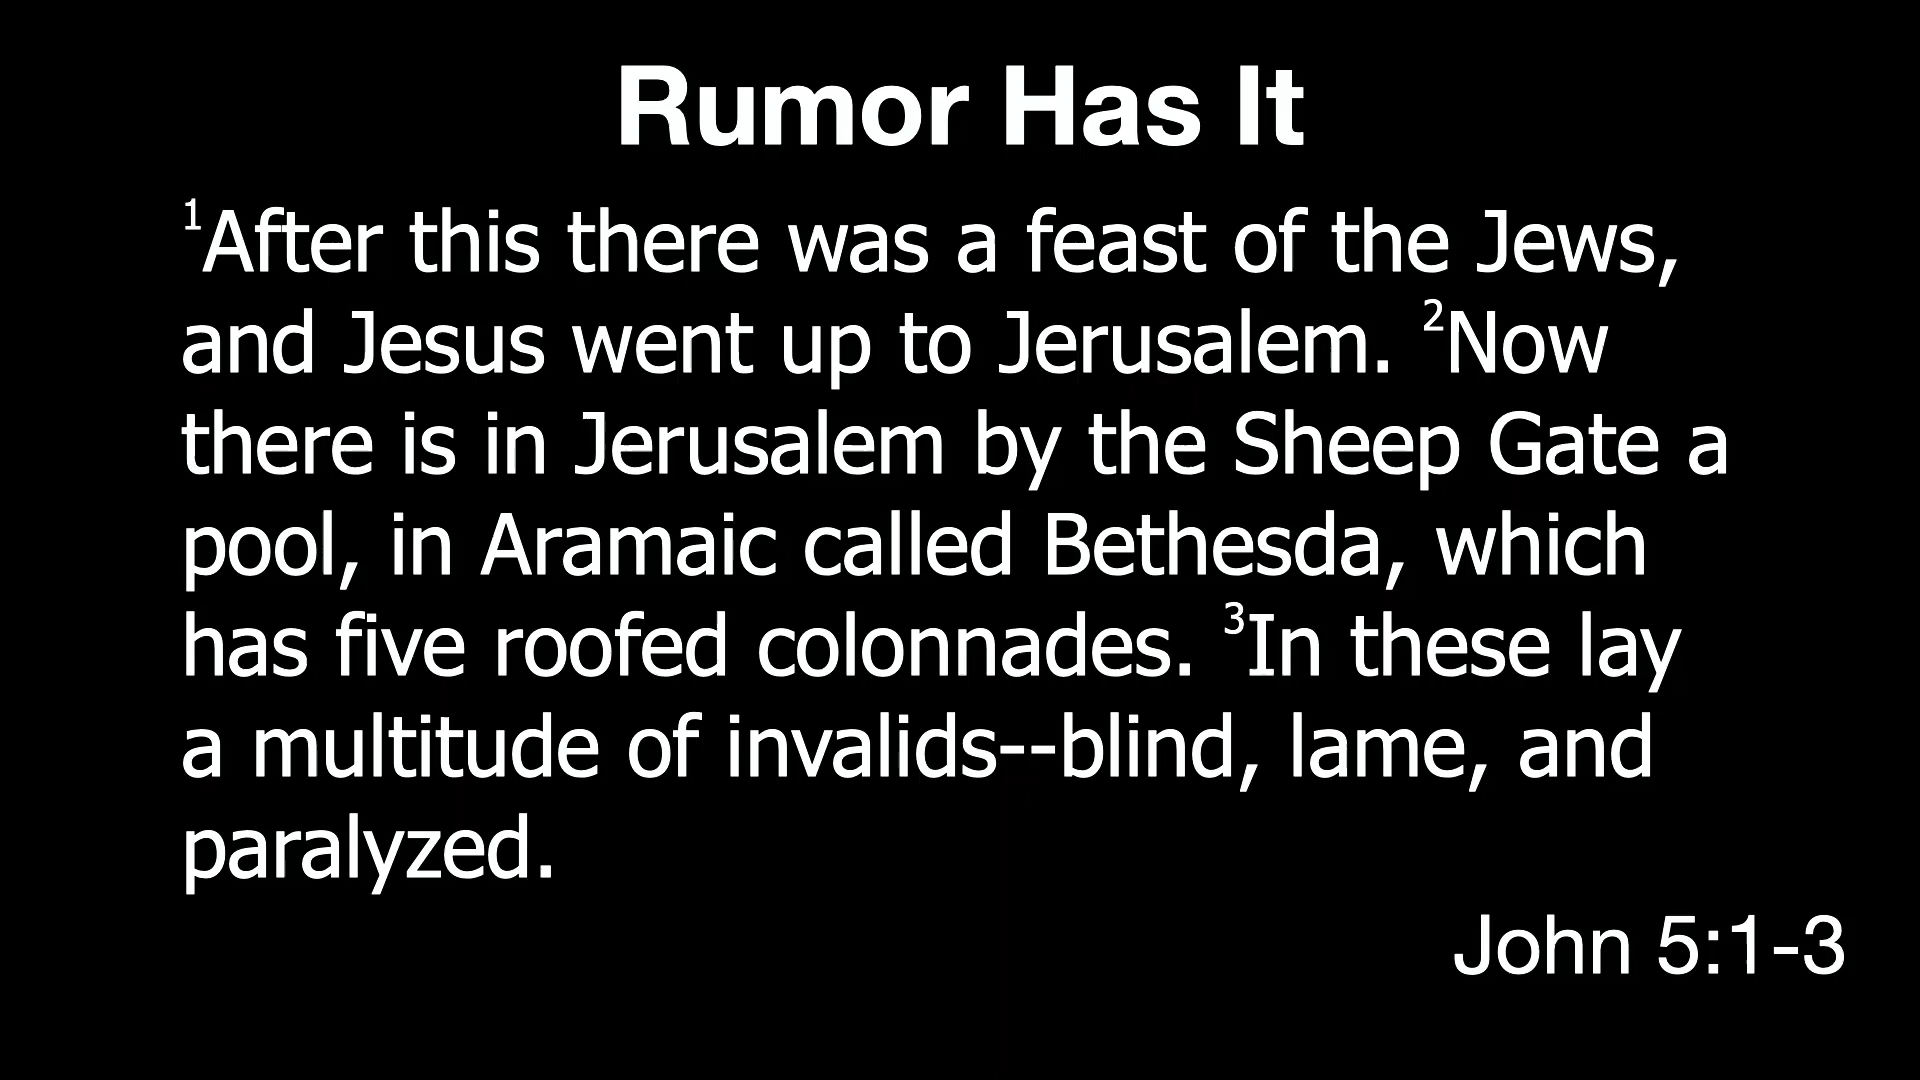 Rumor Has It
¹After this there was a feast of the Jews,
and Jesus went up to Jerusalem. ²Now
there is in Jerusalem by the Sheep Gate a
pool, in Aramaic called Bethesda, which
has five roofed colonnades. ³In these lay
a multitude of invalids--blind, lame, and
paralyzed.
John 5:1-3